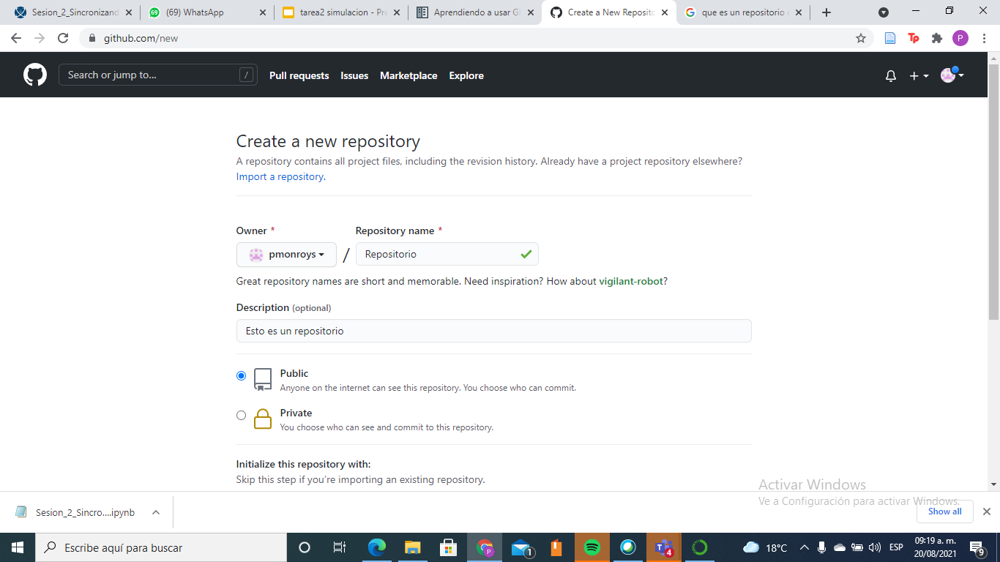 Sesion_2_Sincronizand
(69) WhatsApp
tarea2 simulacion - Pre
Aprendiendo a usar Gi
Create a New Reposito
que es un repositorio
github.com/new
P
Search or jump to... /
Pull requests Issues Marketplace Explore
Create a new repository
A repository contains all project files, including the revision history. Already have a project repository elsewhere?
Import a repository.
Owner * Repository name *
pmonroys / Repositorio
Great repository names are short and memorable. Need inspiration? How about vigilant-robot?
Description (optional)
Esto es un repositorio
Public
Anyone on the internet can see this repository. You choose who can commit.
Private
You choose who can see and commit to this repository.
Initialize this repository with:
Skip this step if you're importing an existing repository.
Activar Windows
Ve a Configuración para activar Windows.
Sesion_2_Sincro....ipynb
Show all
Escribe aquí para buscar
18°C
ESP
09:19 a. m.
20/08/2021